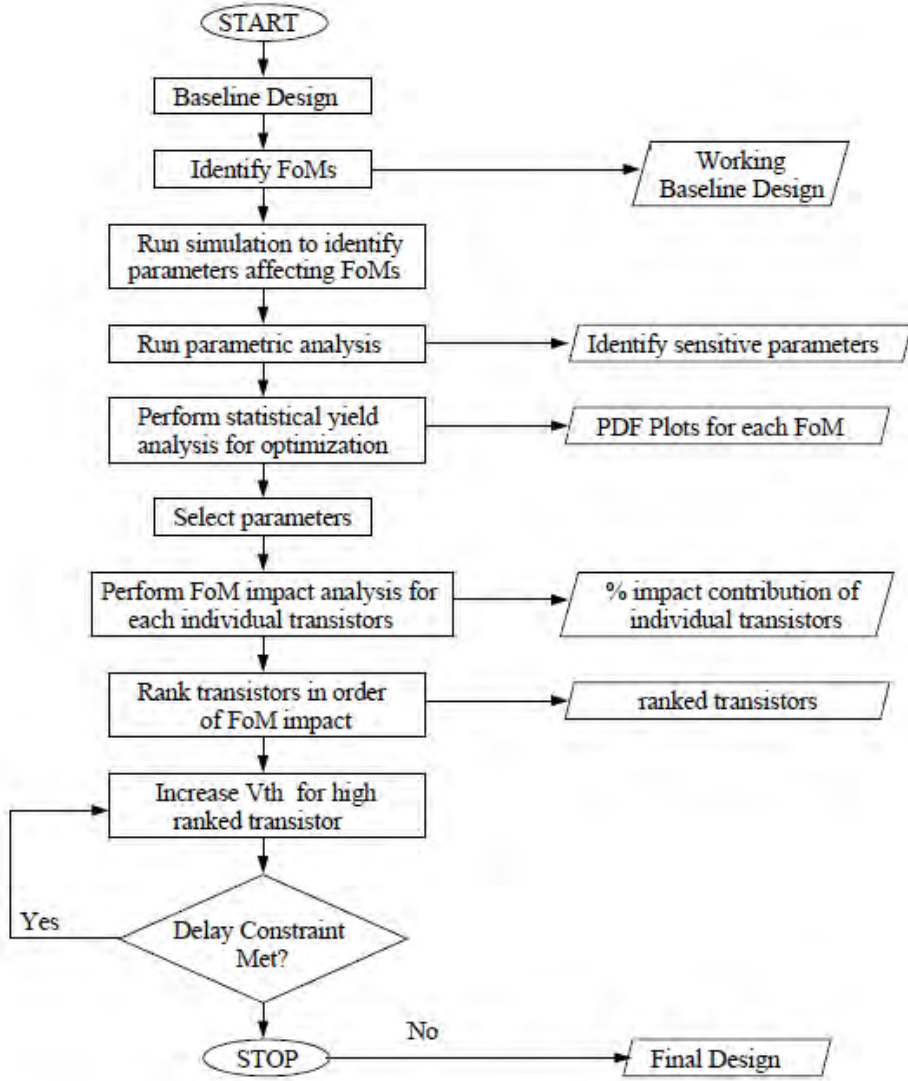 START
Baseline Design
Identify FoMs
Working
Baseline Design
Run simulation to identify
parameters affecting FoMs
Run parametric analysis
Identify sensitive parameters
Perform statistical yield
analysis for optimization
PDF Plots for each FoM
Select parameters
Perform FoM impact analysis for
each individual transistors
% impact contribution of
individual transistors
Rank transistors in order
of FoM impact
ranked transistors
Increase Vth for high
ranked transistor
Yes
Delay Constraint
Met?
No
STOP
Final Design